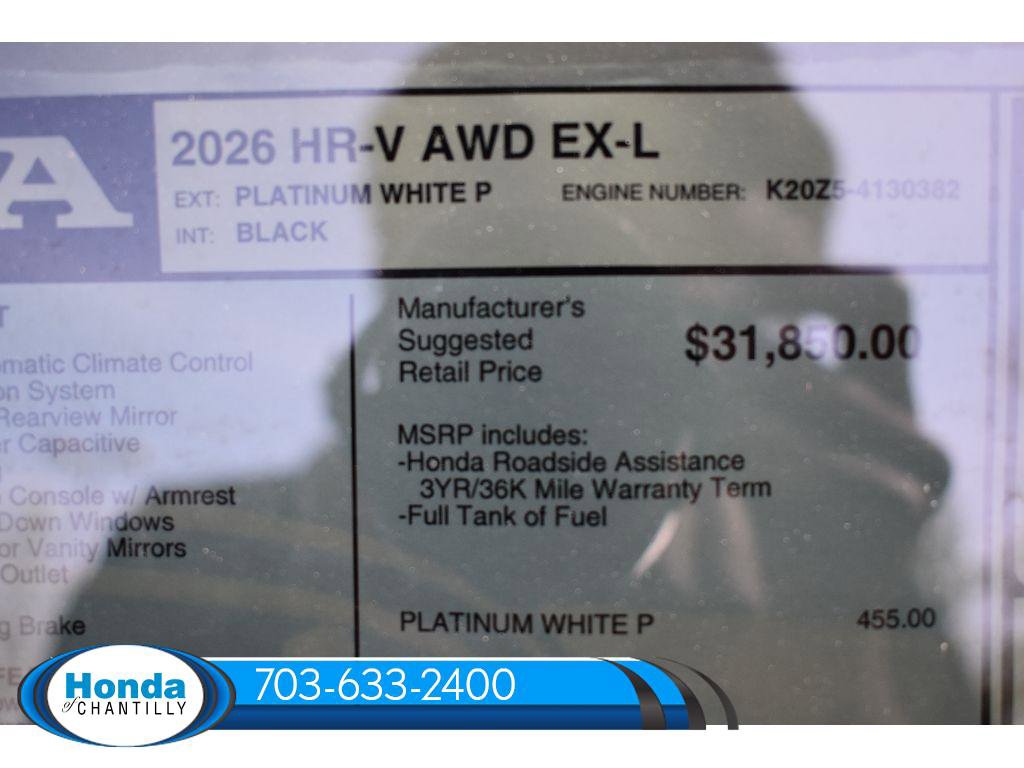 A
2026 HR-V AWD EX-L
EXT: PLATINUM WHITE P ENGINE NUMBER: K20Z5-4130382
INT: BLACK
T
omatic Climate Control
on System
Rearview Mirror
er Capacitive
Console w/ Armrest
Down Windows
or Vanity Mirrors
Outlet
g Brake
Manufacturer's
Suggested
Retail Price
$31,850.00
MSRP includes:
-Honda Roadside Assistance
3YR/36K Mile Warranty Term
-Full Tank of Fuel
PLATINUM WHITE P 455.00
Honda
of CHANTILLY
703-633-2400